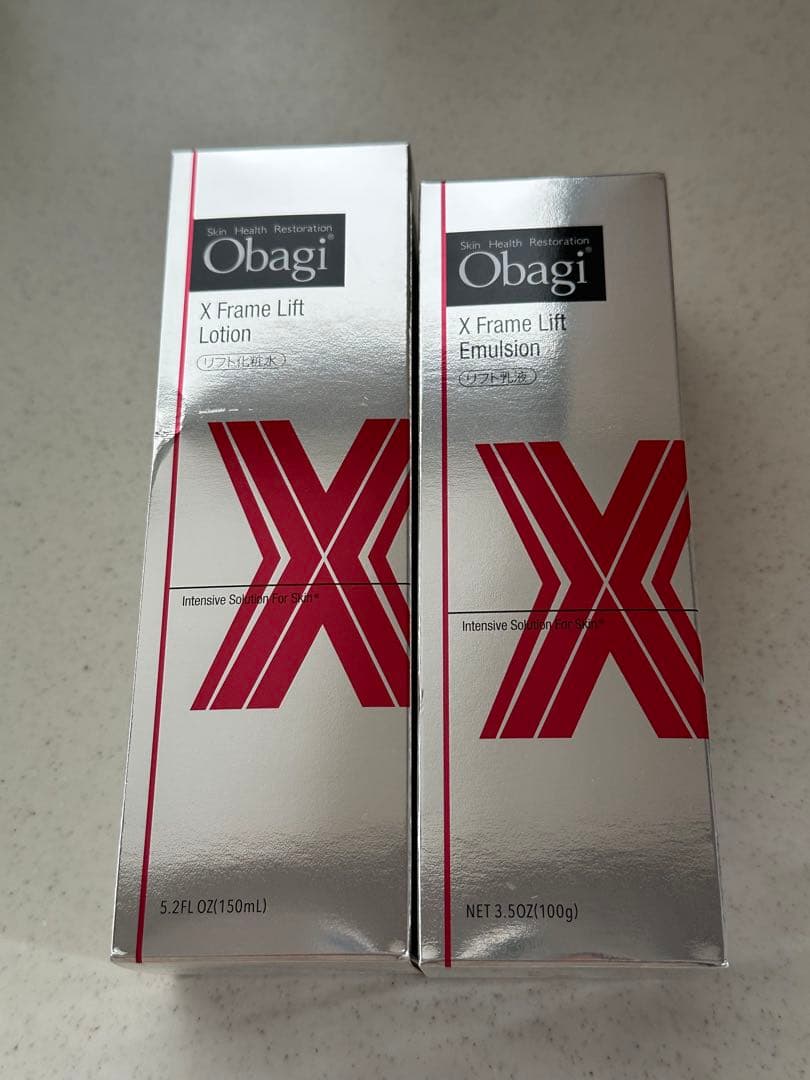 Skin Health Restoration
Obagi®
X Frame Lift
Lotion
リフト化粧水
X
Intensive Solution For Skin®
5.2FL OZ(150mL)
Skin Health Restoration
Obagi®
X Frame Lift
Emulsion
リフト乳液
X
Intensive Solution For Skin®
NET 3.5OZ(100g)